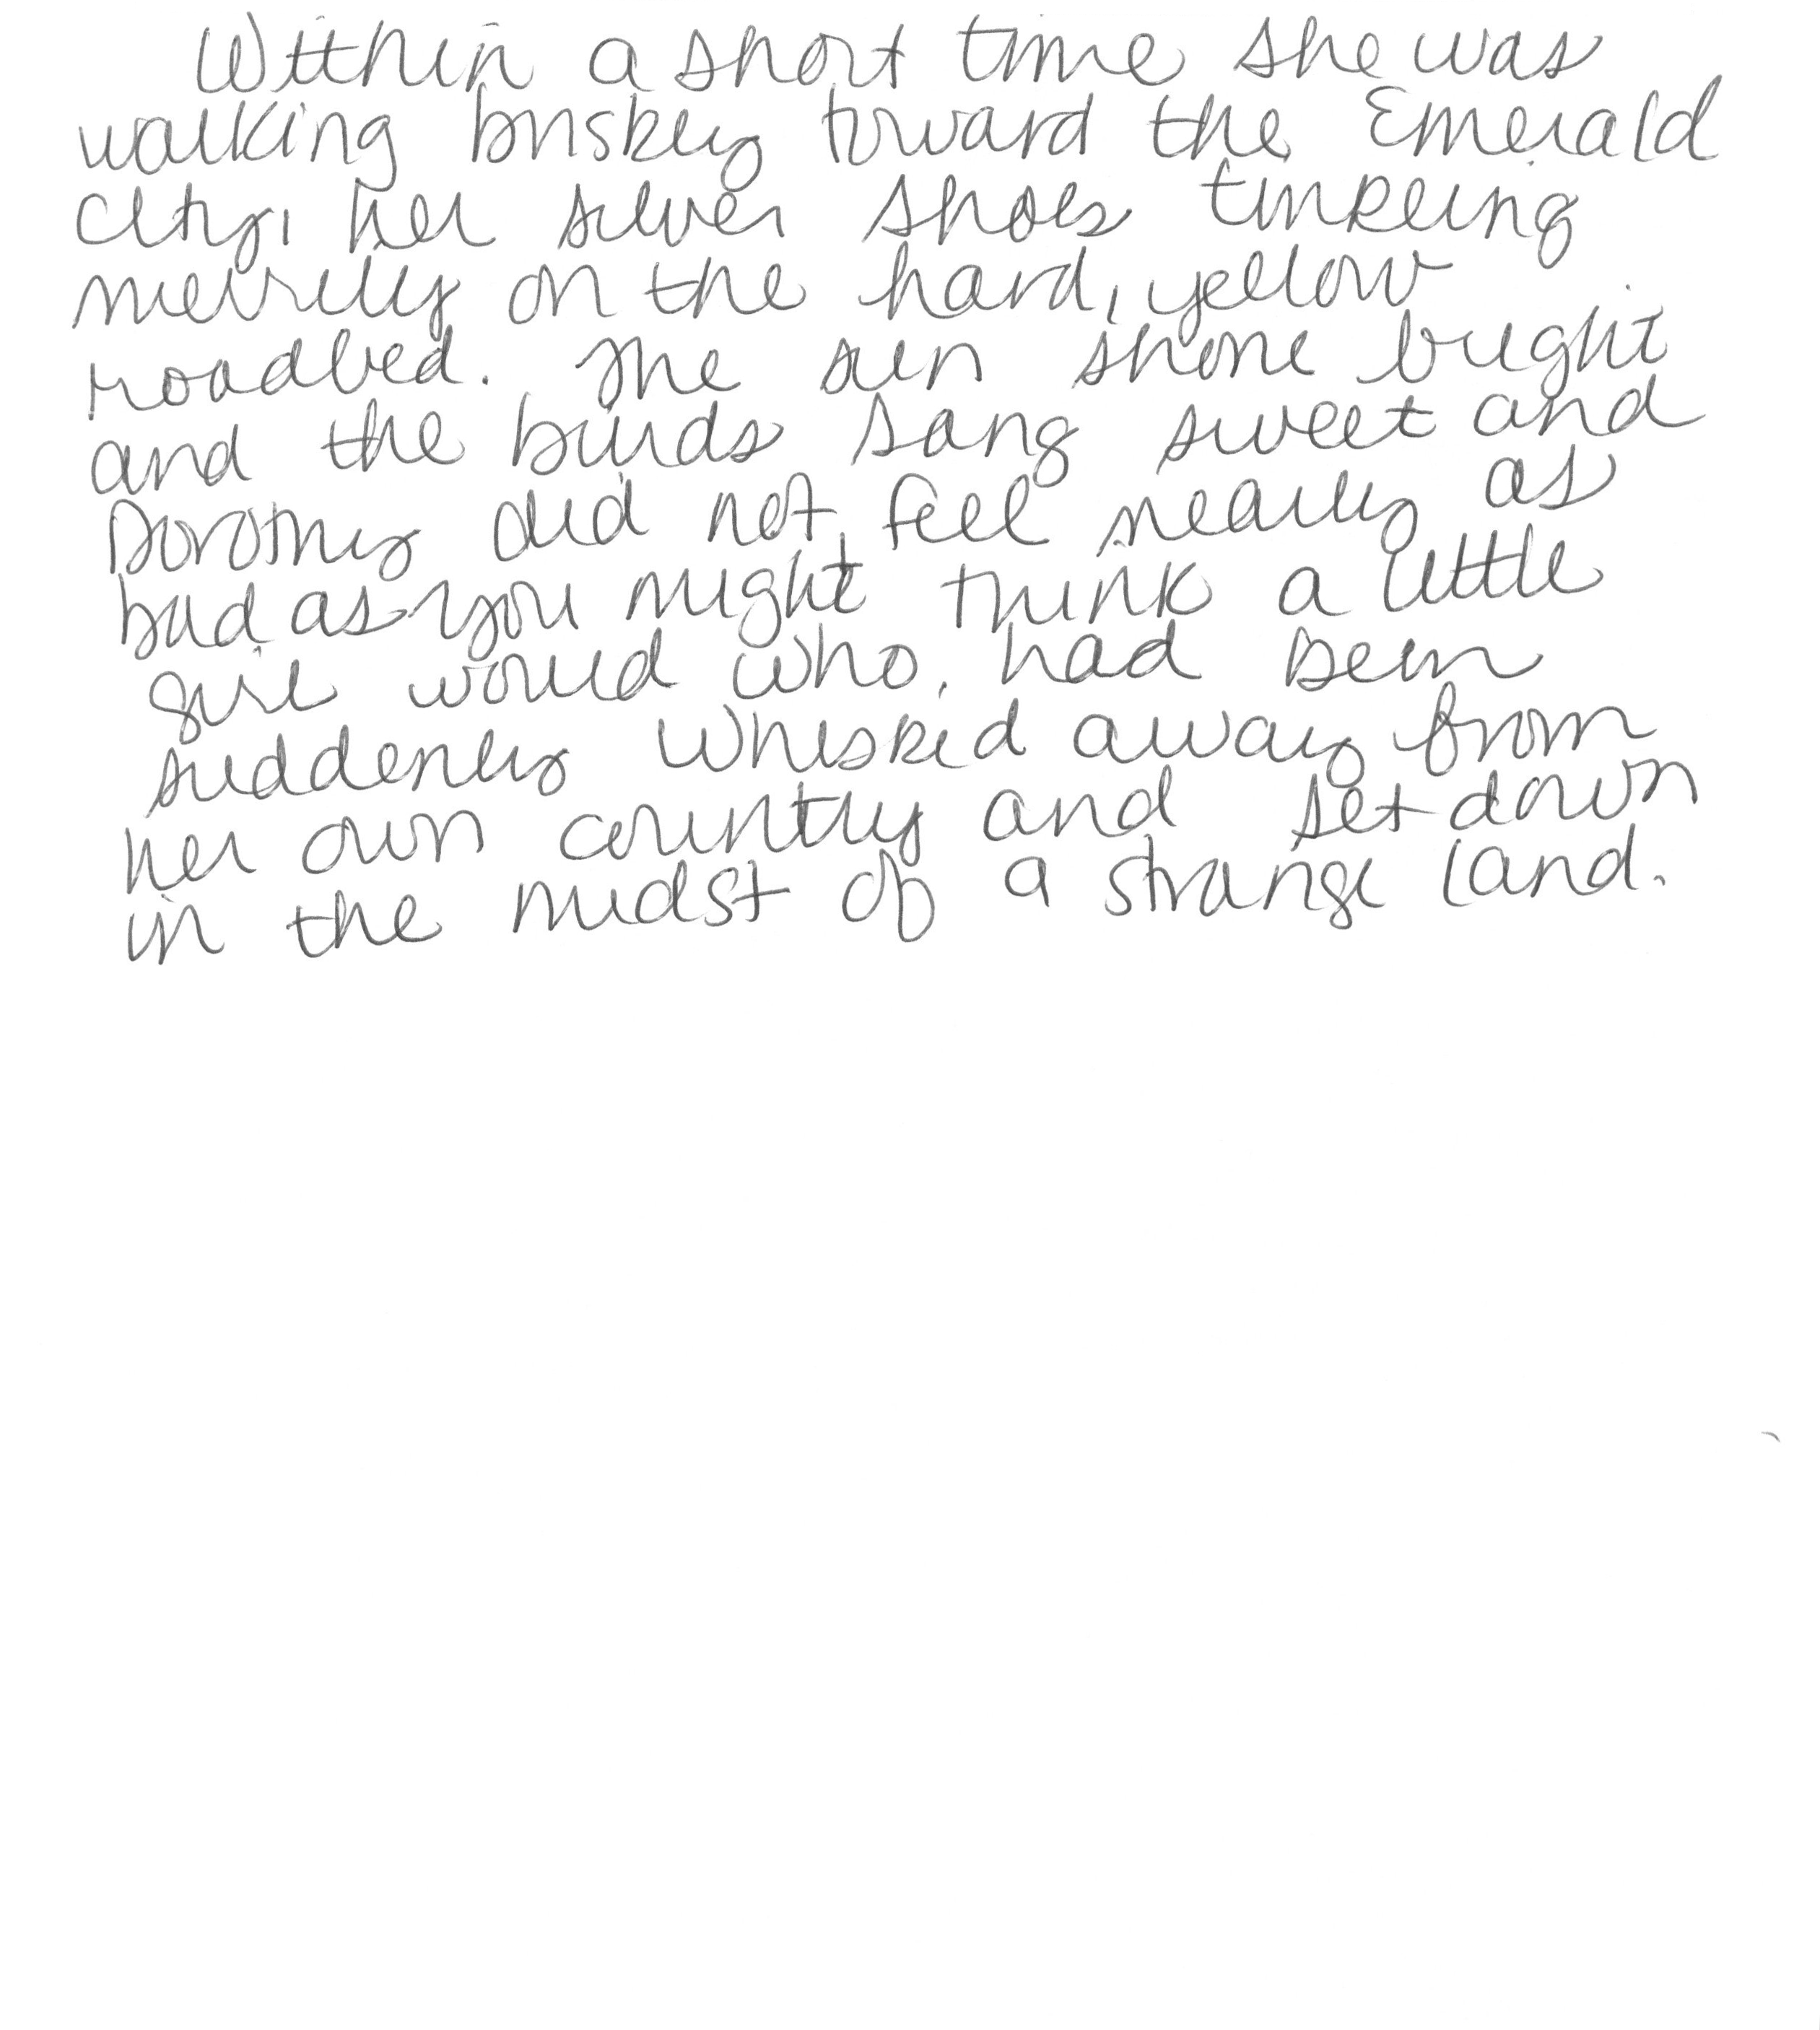 Within a short time she was
walking briskly toward the Emerald
City, her silver shoes tinkling
merrily on the hard, yellow
roadbed. The sun shone bright
and the birds sang sweet and
Dorothy did not feel nearly as
bad as you might think a little
girl would who had been
suddenly whisked away from
her own country and set down
in the midst of a strange land.